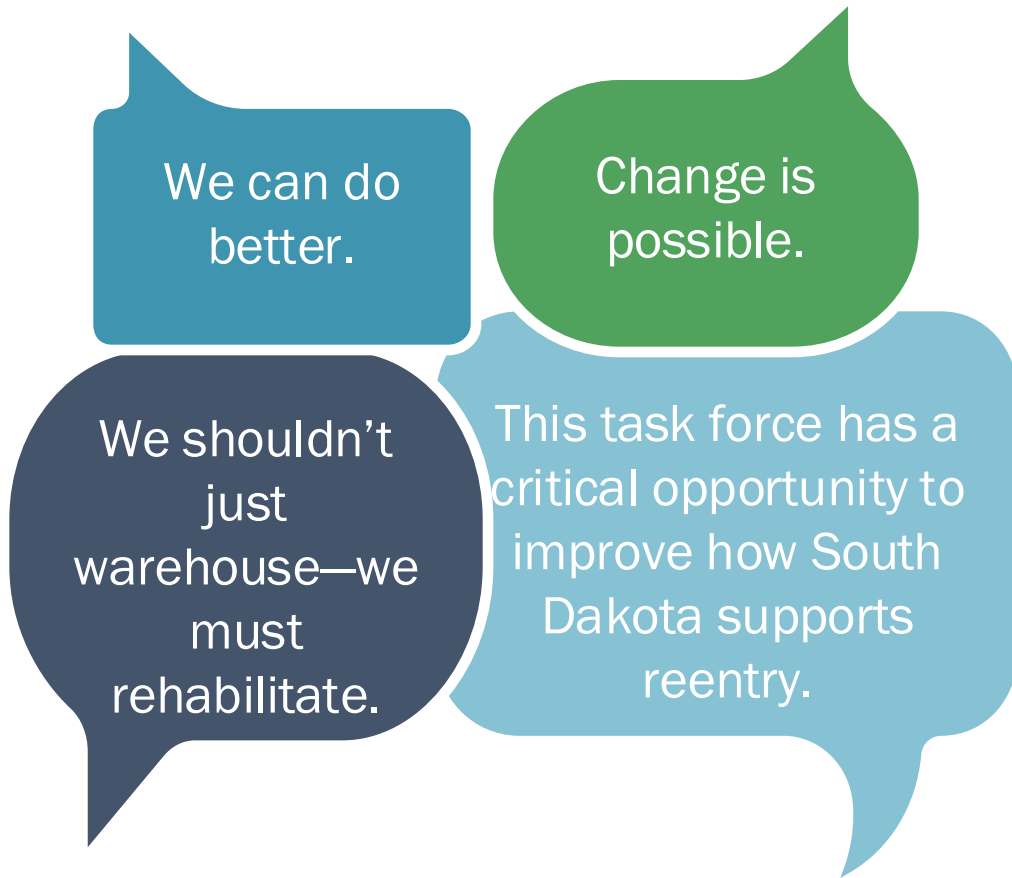 We can do
better.
Change is
possible.
We shouldn’t
just
warehouse—we
must
rehabilitate.
This task force has a
critical opportunity to
improve how South
Dakota supports
reentry.